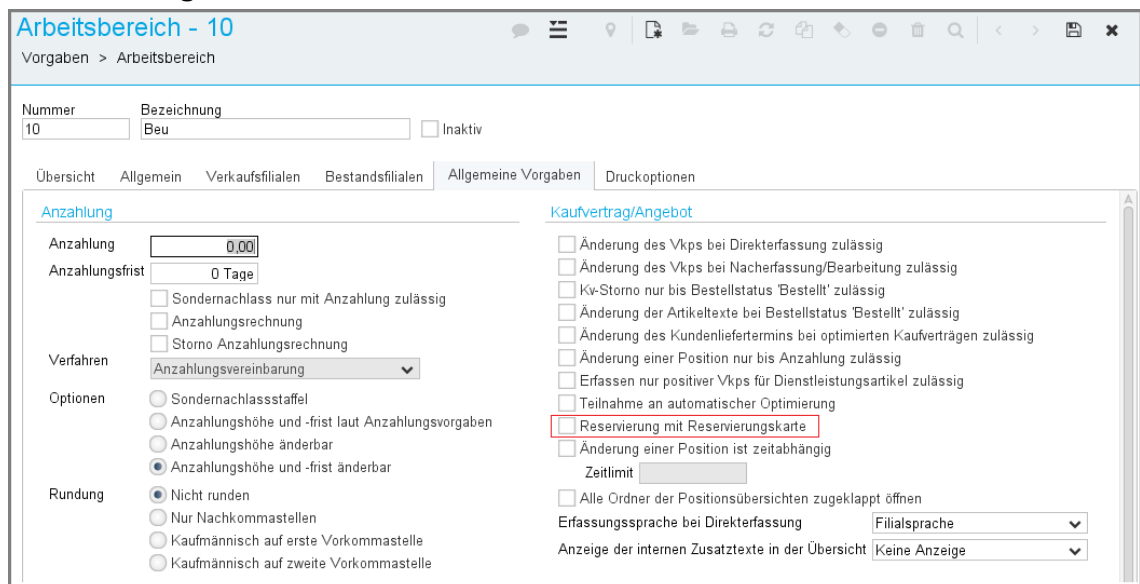 Arbeitsbereich - 10
Vorgaben > Arbeitsbereich
Nummer Bezeichnung
10 Beu Inaktiv
Übersicht Allgemein Verkaufsfilialen Bestandsfilialen Allgemeine Vorgaben Druckoptionen
Anzahlung
Anzahlung 0,00
Anzahlungsfrist 0 Tage
Sondernachlass nur mit Anzahlung zulässig
Anzahlungsrechnung
Storno Anzahlungsrechnung
Verfahren
Anzahlungsvereinbarung
Optionen Sondernachlassstaffel
Anzahlungshöhe und -frist laut Anzahlungsvorgaben
Anzahlungshöhe änderbar
Anzahlungshöhe und -frist änderbar
Rundung Nicht runden
Nur Nachkommastellen
Kaufmännisch auf erste Vorkommastelle
Kaufmännisch auf zweite Vorkommastelle
Kaufvertrag/Angebot
Änderung des Vkps bei Direkterfassung zulässig
Änderung des Vkps bei Nacherfassung/Bearbeitung zulässig
Kv-Storno nur bis Bestellstatus 'Bestellt' zulässig
Änderung der Artikeltexte bei Bestellstatus 'Bestellt' zulässig
Änderung des Kundenliefertermins bei optimierten Kaufverträgen zulässig
Änderung einer Position nur bis Anzahlung zulässig
Erfassen nur positiver Vkps für Dienstleistungsartikel zulässig
Teilnahme an automatischer Optimierung
Reservierung mit Reservierungskarte
Änderung einer Position ist zeitabhängig
Zeitlimit
Alle Ordner der Positionsübersichten zugeklappt öffnen
Erfassungssprache bei Direkterfassung Filialsprache
Anzeige der internen Zusatztexte in der Übersicht Keine Anzeige